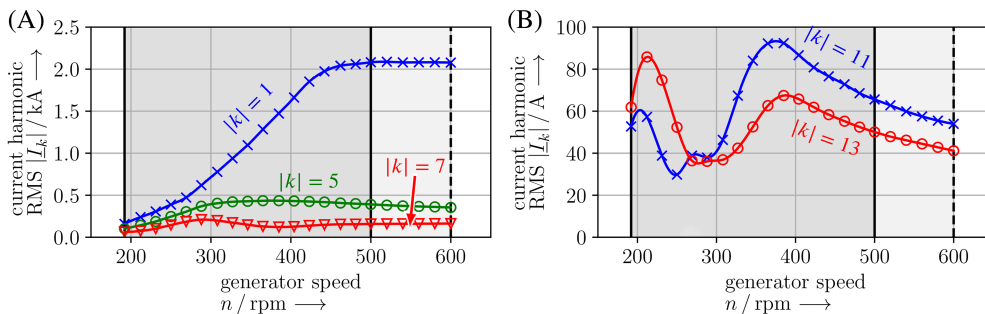 (A)
current harmonic
RMS |I_k| / kA ⟶
2.5
2.0
1.5
1.0
0.5
0.0
|k| = 1
|k| = 5
|k| = 7
200 300 400 500 600
generator speed
n / rpm ⟶
(B)
current harmonic
RMS |I_k| / A ⟶
100
80
60
40
20
0
|k| = 11
|k| = 13
200 300 400 500 600
generator speed
n / rpm ⟶